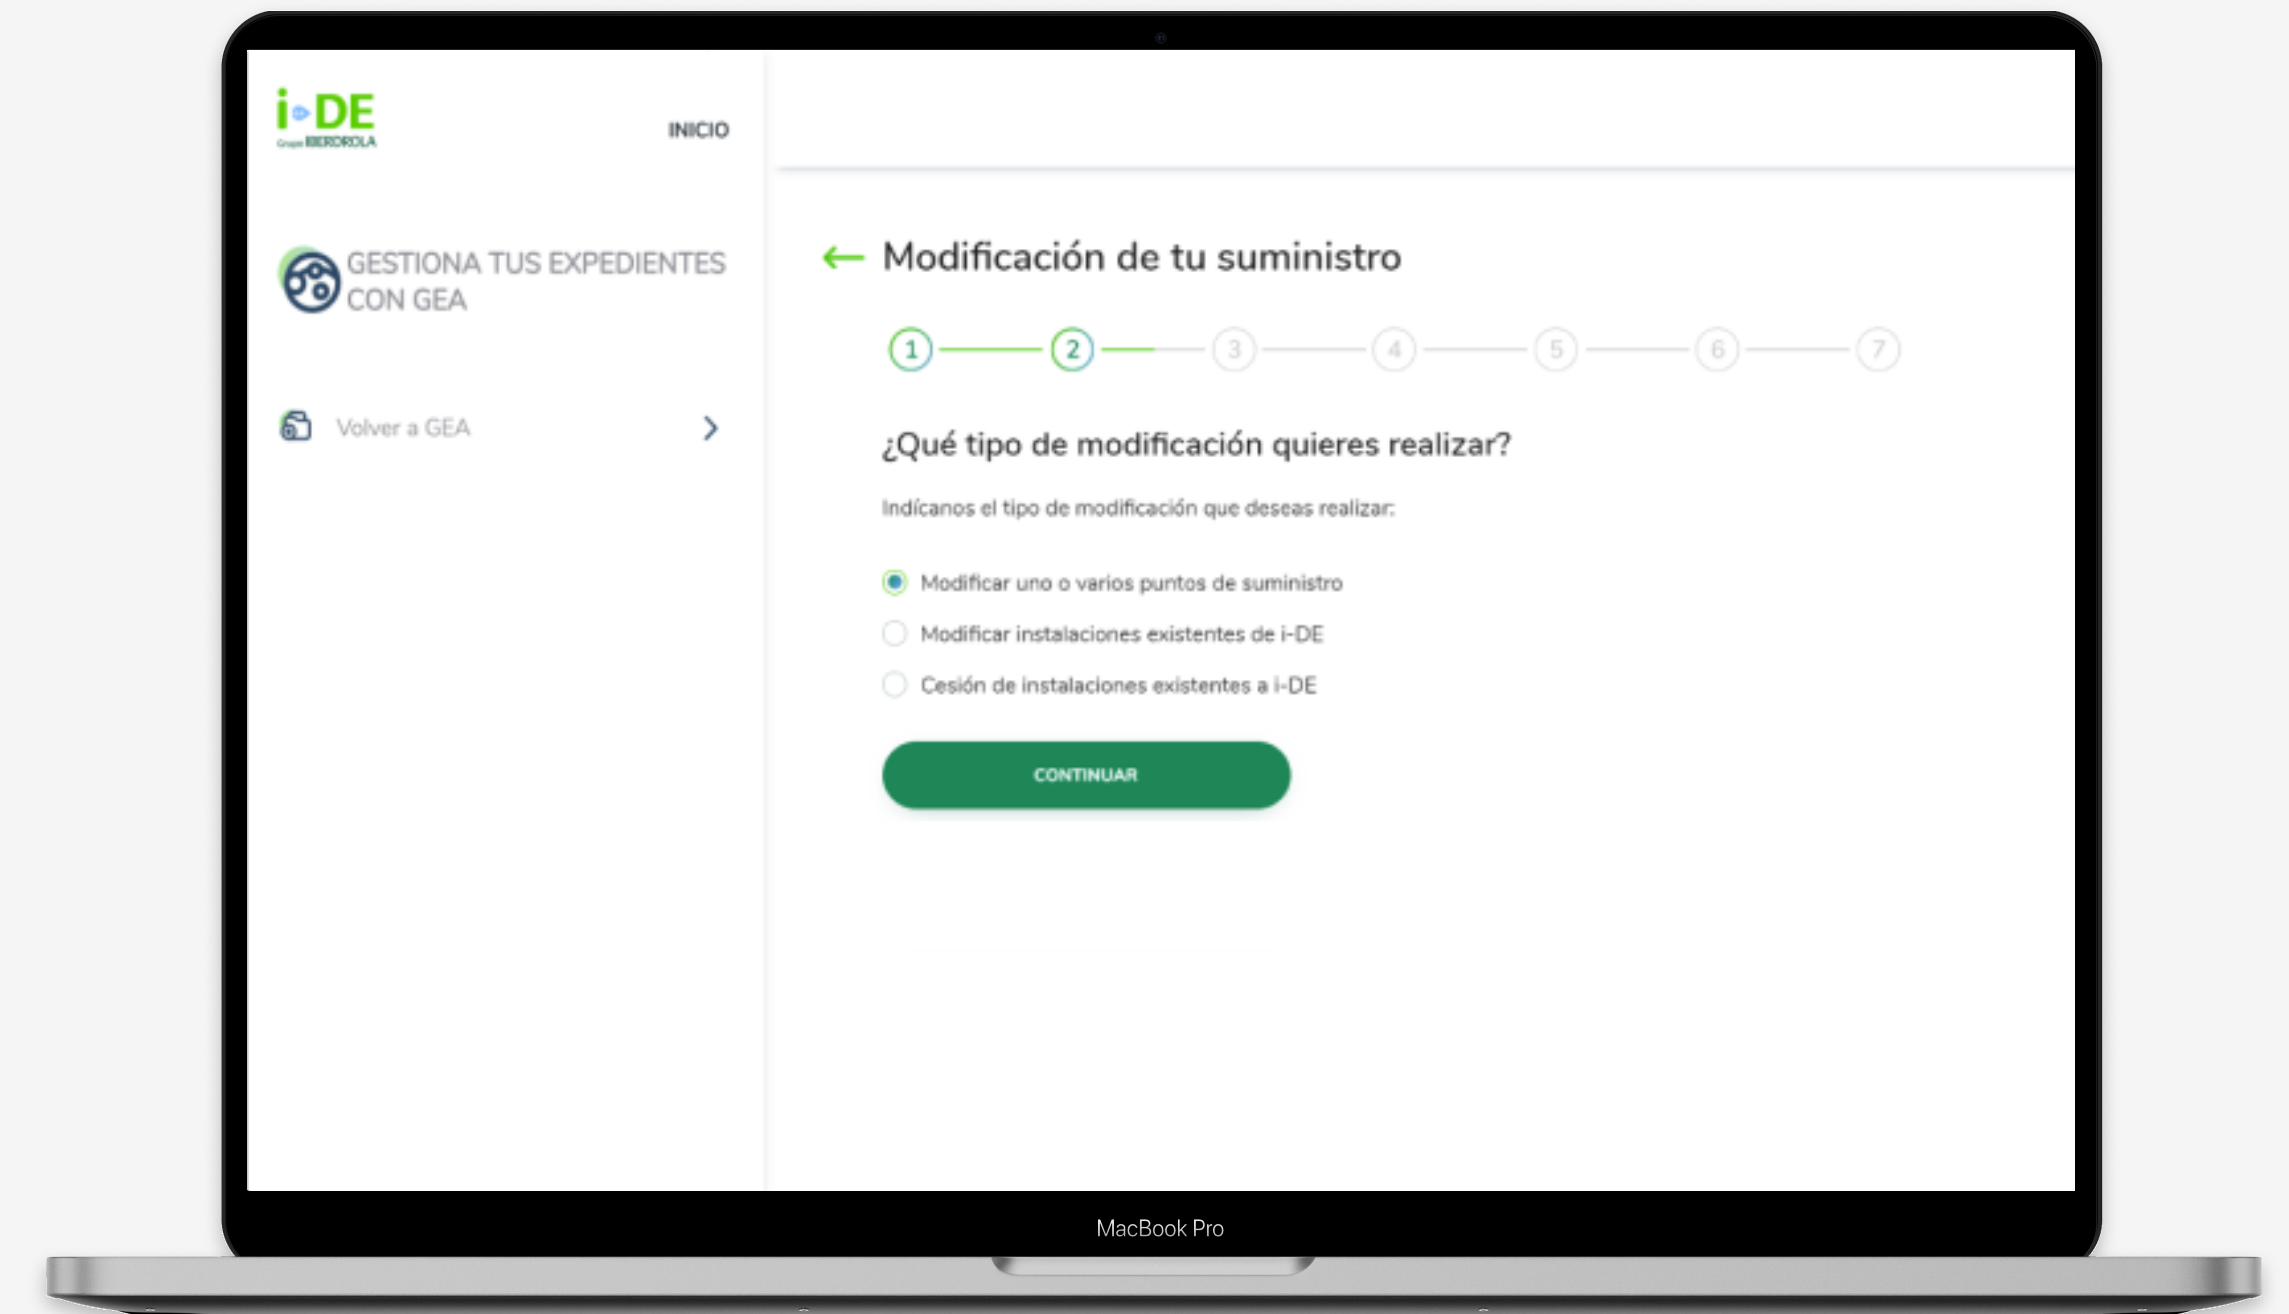 i-DE
Grupo IBERDROLA
INICIO
GESTIONA TUS EXPEDIENTES
CON GEA
Volver a GEA
Modificación de tu suministro
1 2 3 4 5 6 7
¿Qué tipo de modificación quieres realizar?
Indícanos el tipo de modificación que deseas realizar:
Modificar uno o varios puntos de suministro
Modificar instalaciones existentes de i-DE
Cesión de instalaciones existentes a i-DE
CONTINUAR
MacBook Pro